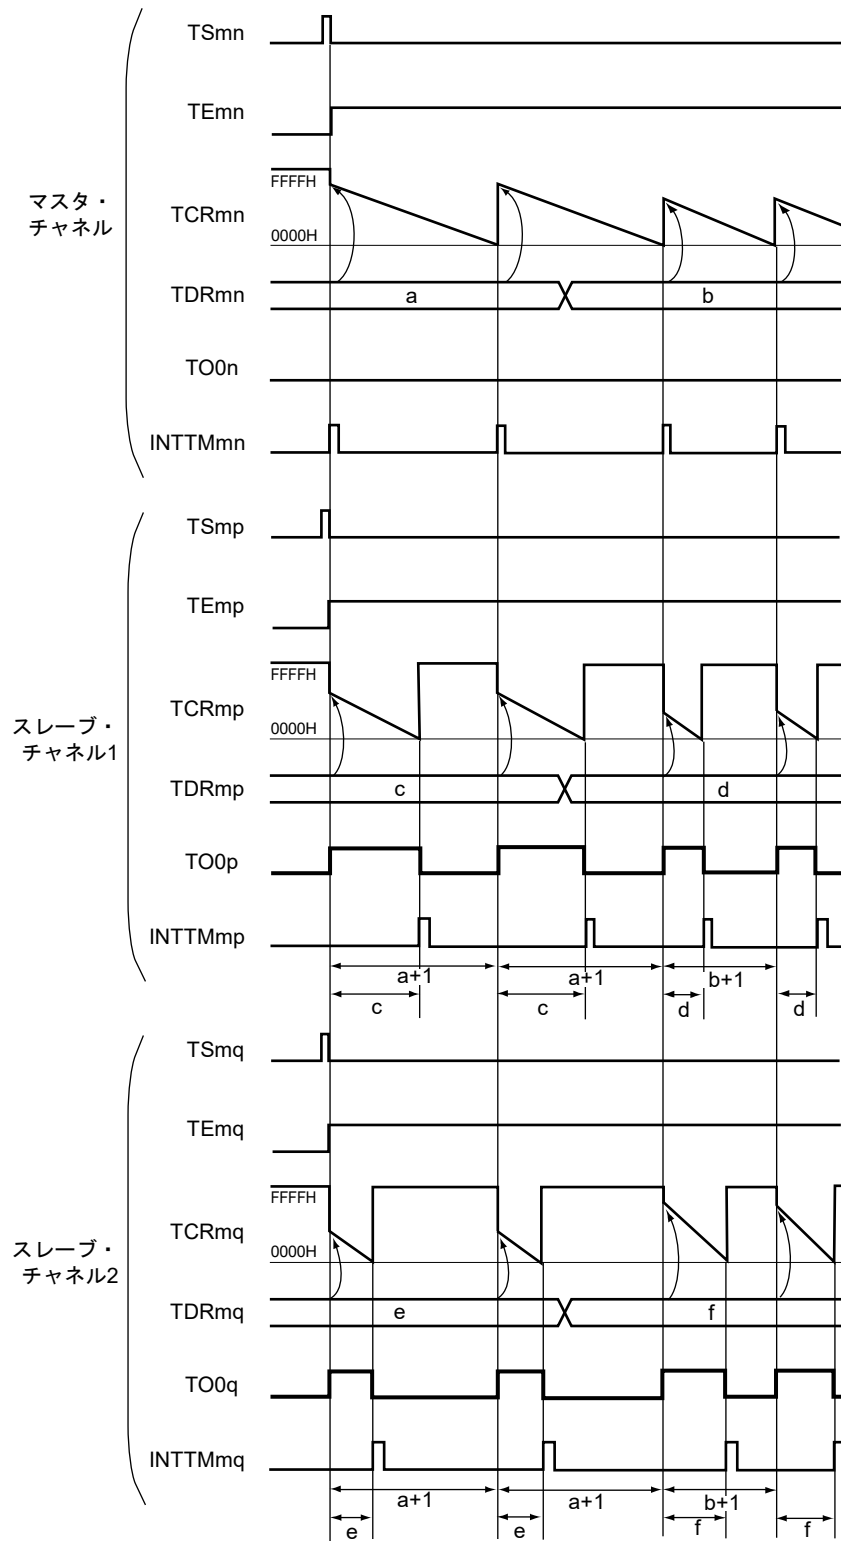 マスタ・
チャネル
TSmn
TEmn
TCRmn
FFFFH
0000H
TDRmn
a
b
TO0n
INTTMmn
スレーブ・
チャネル1
TSmp
TEmp
TCRmp
FFFFH
0000H
TDRmp
c
d
TO0p
INTTMmp
a+1
a+1
b+1
c
c
d
d
スレーブ・
チャネル2
TSmq
TEmq
TCRmq
FFFFH
0000H
TDRmq
e
f
TO0q
INTTMmq
a+1
a+1
b+1
e
e
f
f